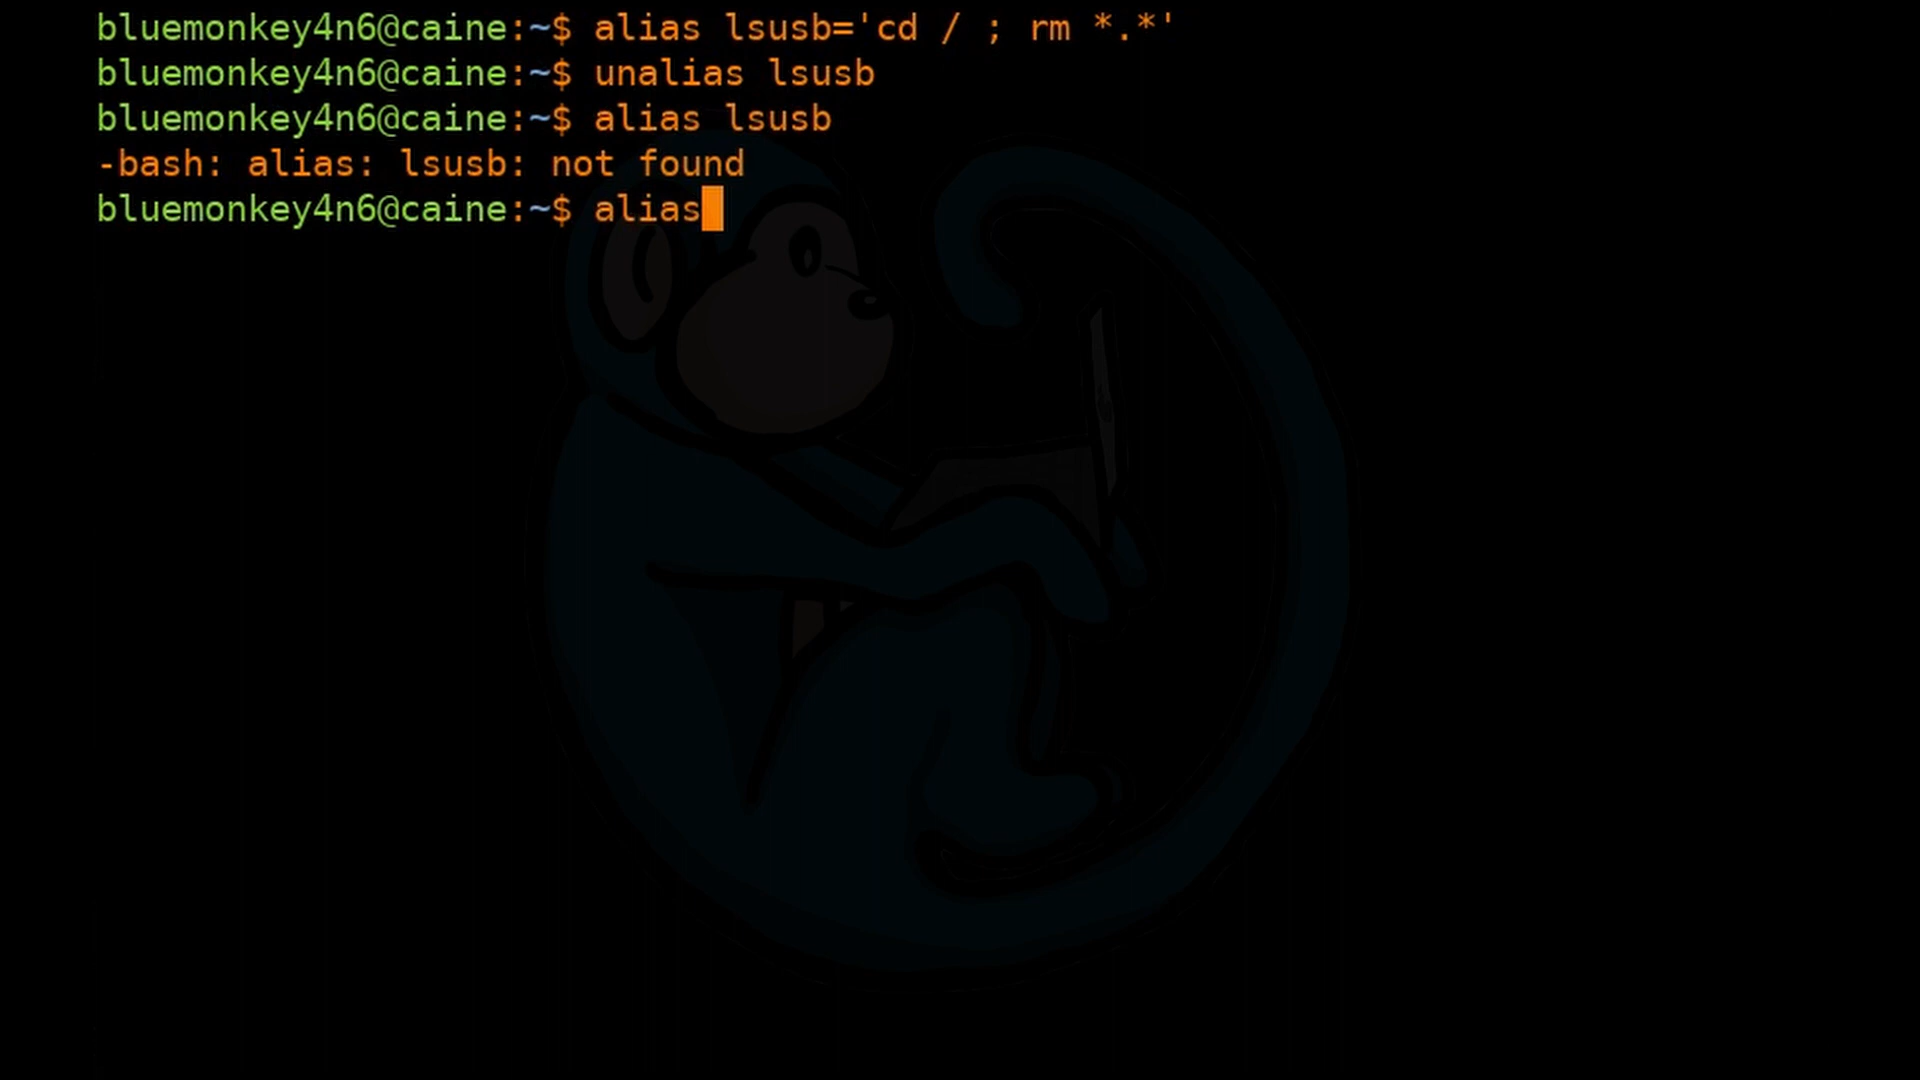 bluemonkey4n6@caine:~$ alias lsusb='cd / ; rm *.*'
bluemonkey4n6@caine:~$ unalias lsusb
bluemonkey4n6@caine:~$ alias lsusb
-bash: alias: lsusb: not found
bluemonkey4n6@caine:~$ alias